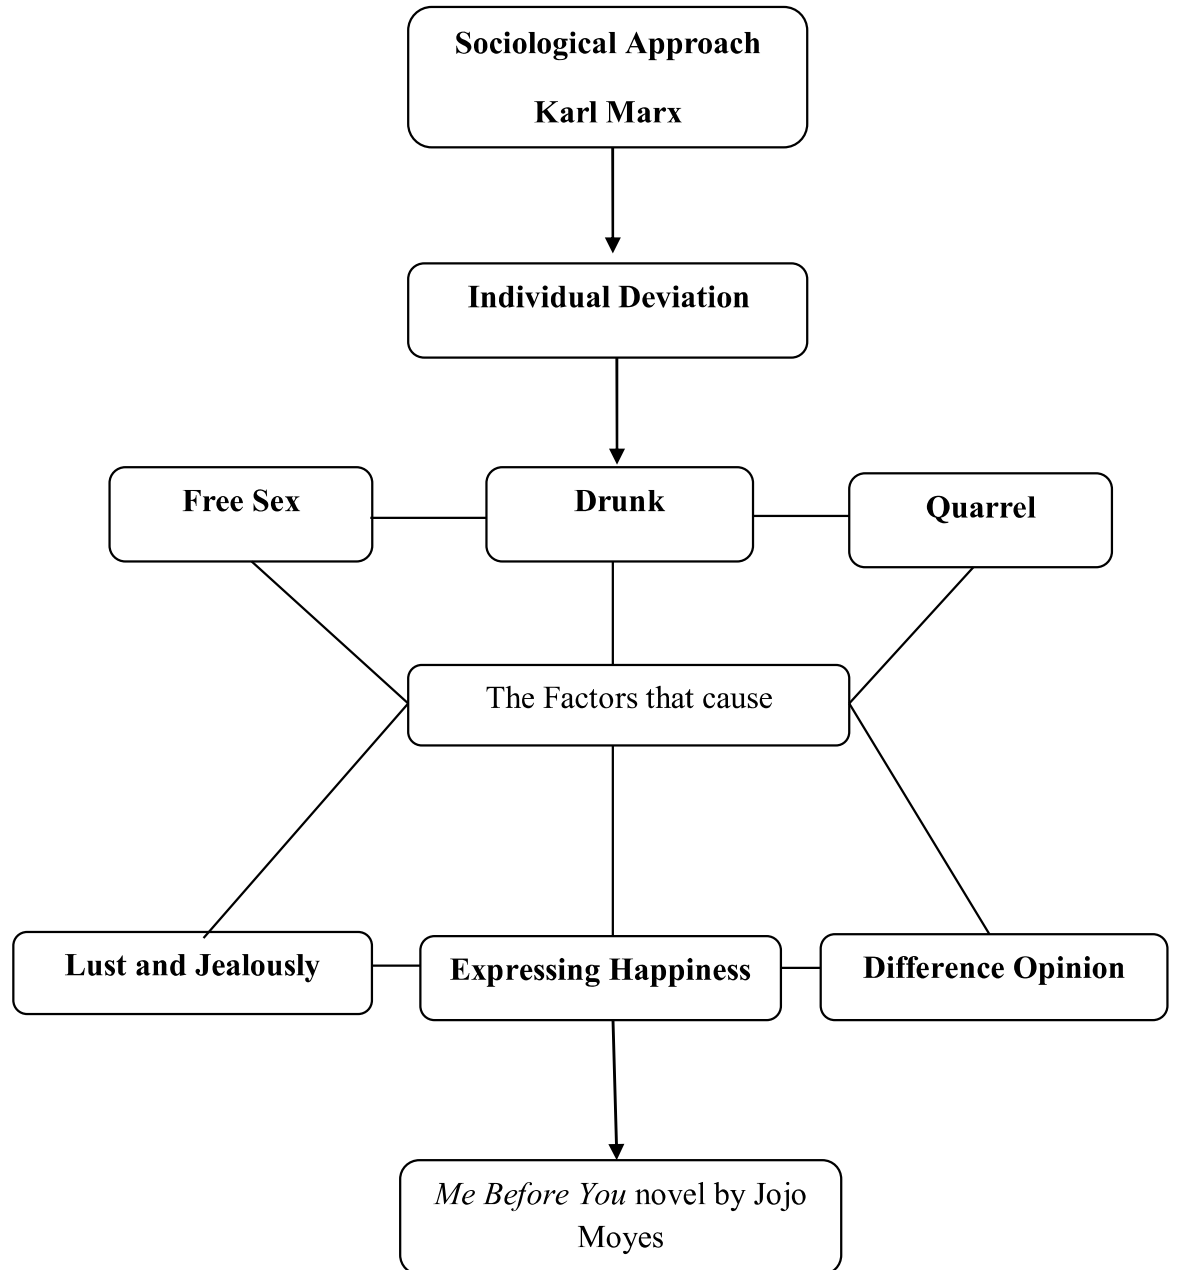 Sociological Approach
Karl Marx
Individual Deviation
Free Sex
Drunk
Quarrel
The Factors that cause
Lust and Jealously
Expressing Happiness
Difference Opinion
Me Before You novel by Jojo
Moyes